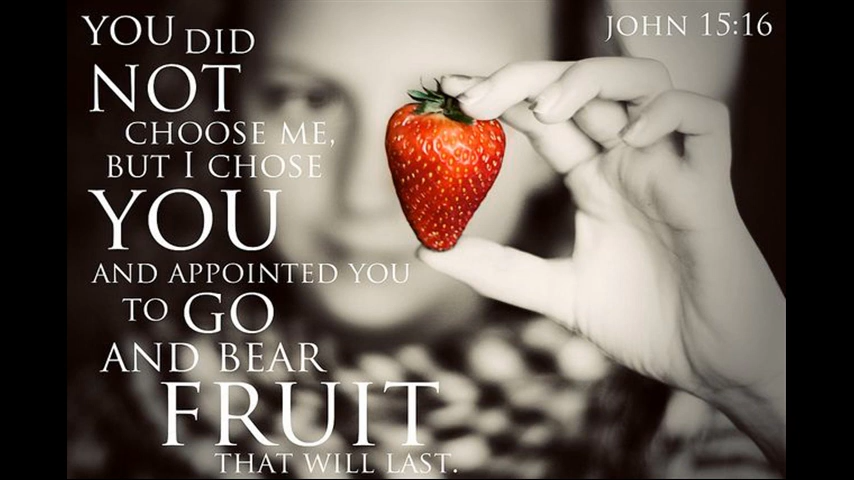 YOU DID
NOT
CHOOSE ME,
BUT I CHOSE
YOU
AND APPOINTED YOU
TO GO
AND BEAR
FRUIT
THAT WILL LAST.
JOHN 15:16